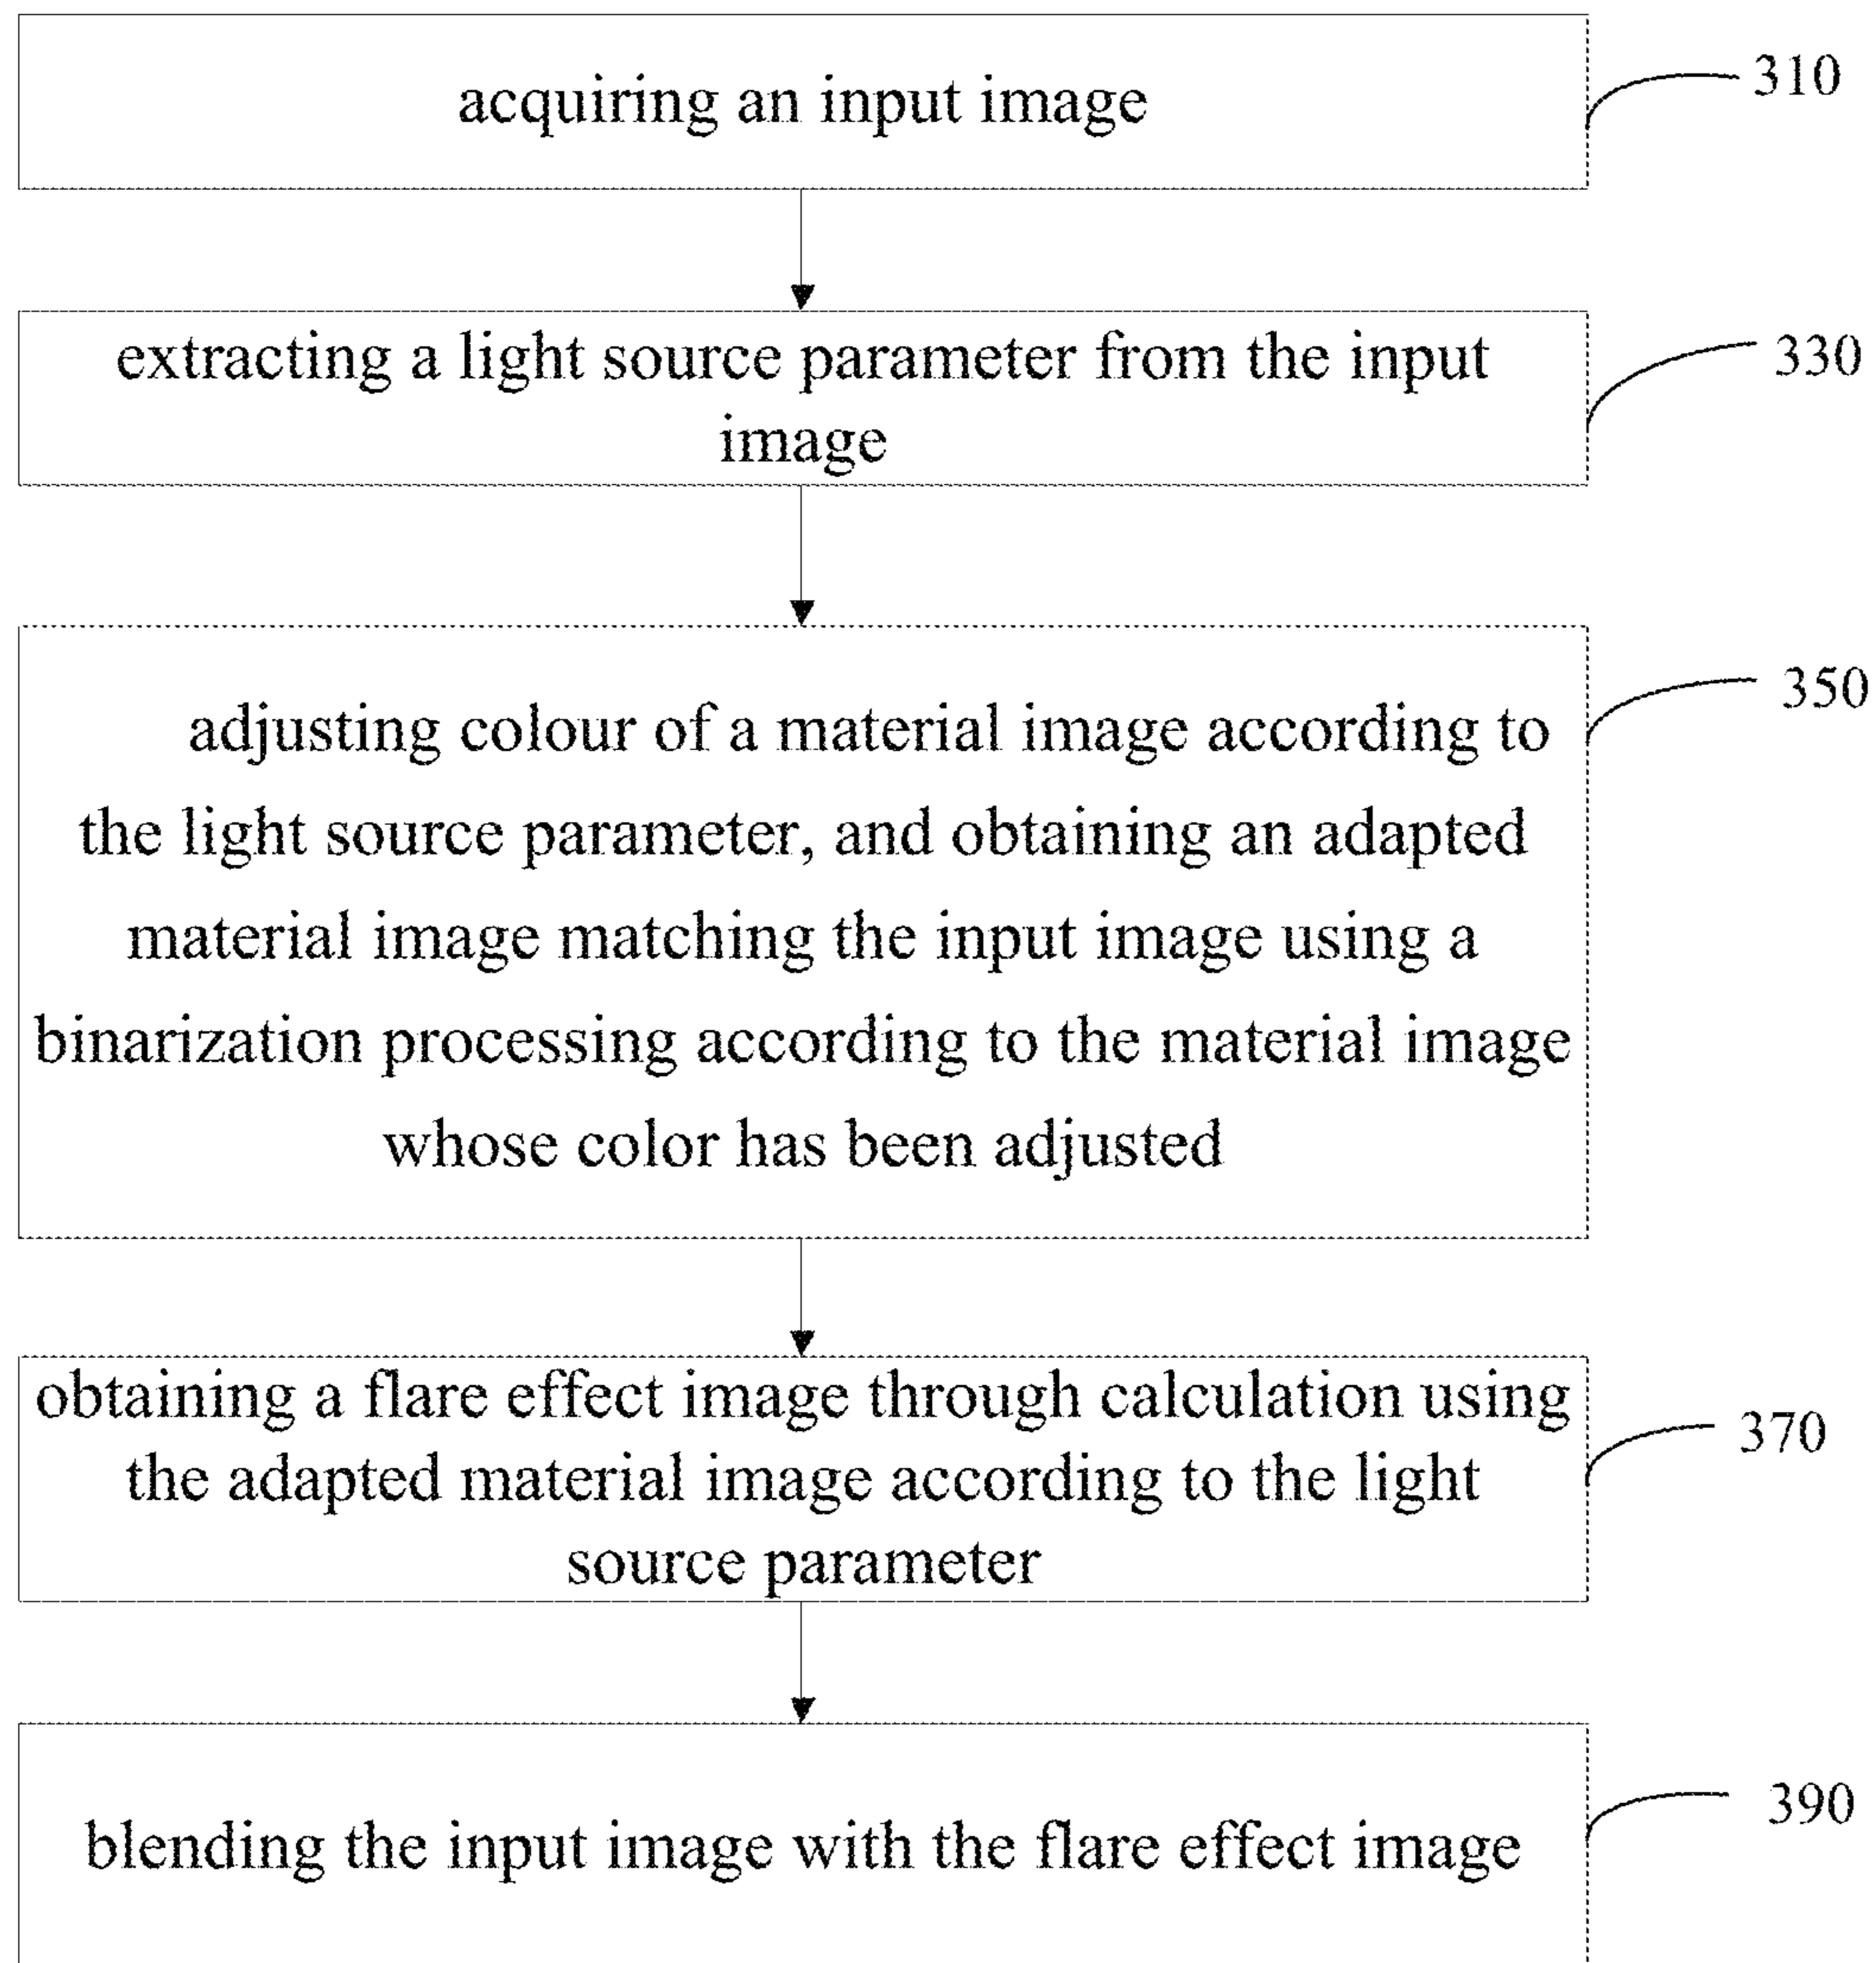 acquiring an input image
310
extracting a light source parameter from the input
image
330
adjusting colour of a material image according to
the light source parameter, and obtaining an adapted
material image matching the input image using a
binarization processing according to the material image
whose color has been adjusted
350
obtaining a flare effect image through calculation using
the adapted material image according to the light
source parameter
370
blending the input image with the flare effect image
390